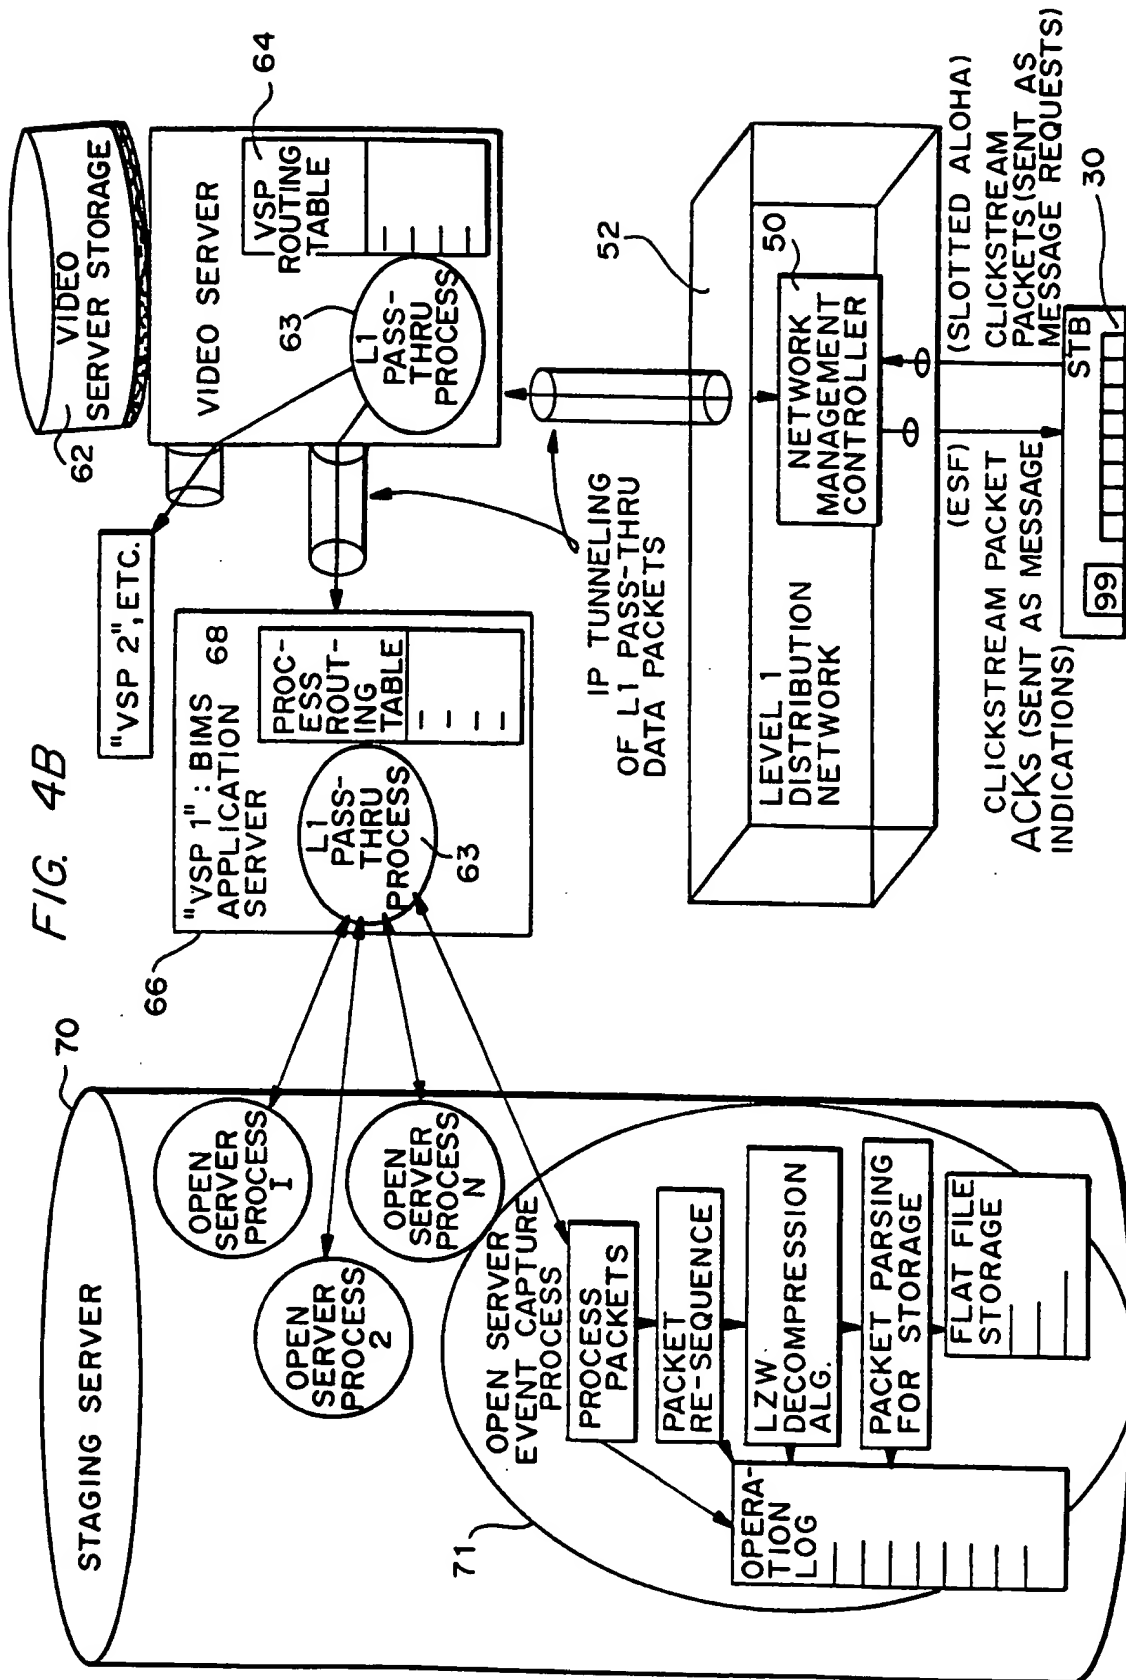 FIG. 4B
70
STAGING SERVER
OPEN
SERVER
PROCESS
I
OPEN
SERVER
PROCESS
2
OPEN
SERVER
PROCESS
N
OPEN SERVER
EVENT CAPTURE
PROCESS
71
PROCESS
PACKETS
PACKET
RE-SEQUENCE
LZW
DECOMPRESSION
ALG.
PACKET PARSING
FOR STORAGE
FLAT FILE
STORAGE
OPERA-
TION
LOG
66
"VSP 1": BIMS
APPLICATION
SERVER
68
PROC-
ESS
ROUT-
ING
TABLE
L1
PASS-
THRU
PROCESS
63
"VSP 2", ETC.
62
VIDEO
SERVER STORAGE
VIDEO SERVER
64
VSP
ROUTING
TABLE
63
L1
PASS-
THRU
PROCESS
IP TUNNELING
OF L1 PASS-THRU
DATA PACKETS
52
LEVEL 1
DISTRIBUTION
NETWORK
50
NETWORK
MANAGEMENT
CONTROLLER
(ESF)
CLICKSTREAM PACKET
ACKs (SENT AS MESSAGE
INDICATIONS)
(SLOTTED ALOHA)
CLICKSTREAM
PACKETS (SENT AS
MESSAGE REQUESTS)
STB
30
99